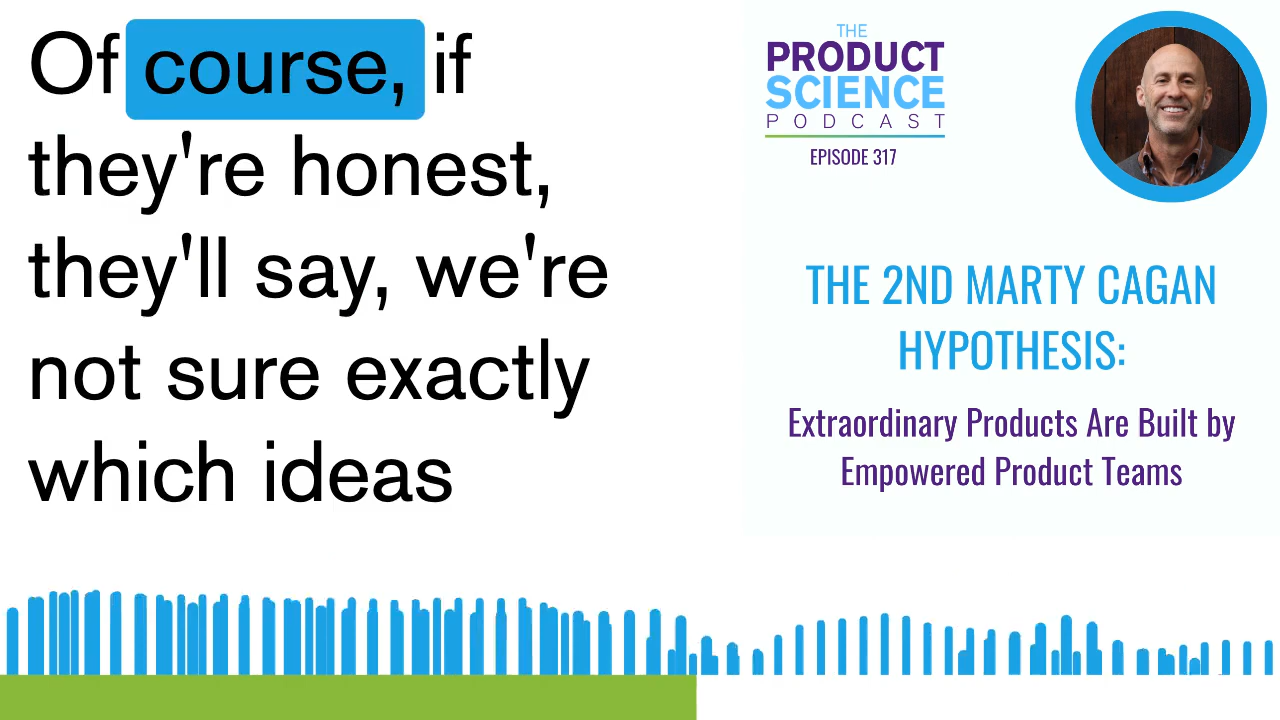 Of course, if
they're honest,
they'll say, we're
not sure exactly
which ideas
THE
PRODUCT
SCIENCE
PODCAST
EPISODE 317
THE 2ND MARTY CAGAN
HYPOTHESIS:
Extraordinary Products Are Built by
Empowered Product Teams